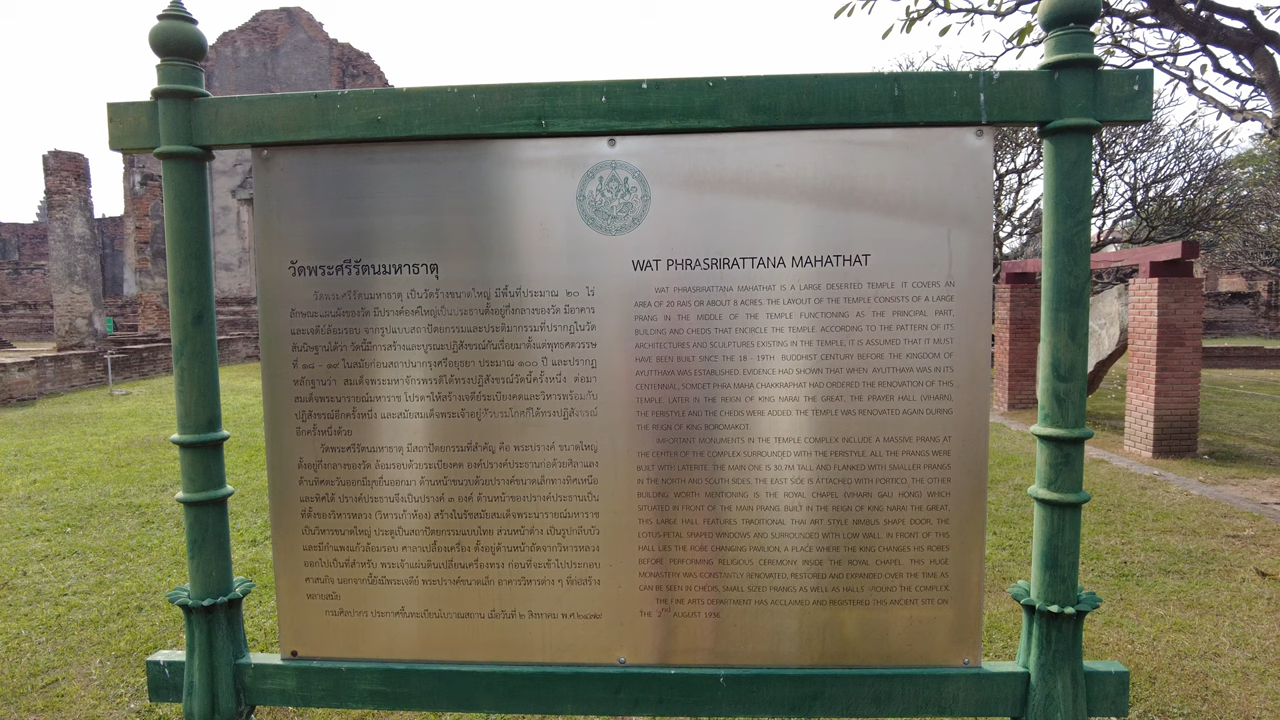 วัดพระศรีรัตนมหาธาตุ
วัดพระศรีรัตนมหาธาตุ เป็นวัดร้างขนาดใหญ่ มีพื้นที่ประมาณ ๒๐ ไร่
ลักษณะแผนผังของวัด มีปรางค์องค์ใหญ่เป็นประธานตั้งอยู่กึ่งกลางของวัด มีอาคาร
และเจดีย์ล้อมรอบ จากรูปแบบสถาปัตยกรรมและประติมากรรมที่ปรากฏในวัด
สันนิษฐานได้ว่า วัดนี้มีการสร้างและบูรณะปฏิสังขรณ์กันเรื่อยมาตั้งแต่พุทธศตวรรษ
ที่ ๑๘ - ๑๙ ในสมัยก่อนสถาปนากรุงศรีอยุธยา ประมาณ ๑๐๐ ปี และปรากฏ
หลักฐานว่า สมเด็จพระมหาจักรพรรดิได้ทรงปฏิสังขรณ์วัดนี้ครั้งหนึ่ง ต่อมา
สมเด็จพระนารายณ์มหาราช โปรดฯให้สร้างเจดีย์ระเบียงคดและวิหารพร้อมกับ
ปฏิสังขรณ์อีกครั้งหนึ่ง และสมัยสมเด็จพระเจ้าอยู่หัวบรมโกศก็ได้ทรงปฏิสังขรณ์
อีกครั้งหนึ่งด้วย
วัดพระศรีรัตนมหาธาตุ มีสถาปัตยกรรมที่สำคัญ คือ พระปรางค์ ขนาดใหญ่
ตั้งอยู่กึ่งกลางของวัด ล้อมรอบด้วยระเบียงคด องค์ปรางค์ประธานก่อด้วยศิลาแลง
ด้านทิศตะวันออกมีมุขยื่นออกมา ด้านหน้าขนาบด้วยปรางค์ขนาดเล็กทางทิศเหนือ
และทิศใต้ ปรางค์ประธานจึงเป็นปรางค์ ๓ องค์ ด้านหน้าของปรางค์ประธานเป็น
ที่ตั้งของวิหารหลวง (วิหารเก้าห้อง) สร้างในรัชสมัยสมเด็จพระนารายณ์มหาราช
เป็นวิหารขนาดใหญ่ ประตูเป็นสถาปัตยกรรมแบบไทย ส่วนหน้าต่าง เป็นรูปกลีบบัว
และมีกำแพงแก้วล้อมรอบ ศาลาเปลื้องเครื่อง ตั้งอยู่ด้านหน้าถัดจากวิหารหลวง
ออกไปเป็นที่สำหรับ พระเจ้าแผ่นดินเปลี่ยนเครื่องทรง ก่อนที่จะเข้าไปประกอบ
ศาสนกิจ นอกจากนี้ยังมีพระเจดีย์ พระปรางค์ขนาดเล็ก อาคารวิหารต่าง ๆ ที่ก่อสร้าง
หลายสมัย
กรมศิลปากร ประกาศขึ้นทะเบียนโบราณสถาน เมื่อวันที่ ๒ สิงหาคม พ.ศ.๒๔๗๙
WAT PHRASRIRATTANA MAHATHAT
WAT PHRASRIRATTANA MAHATHAT IS A LARGE DESERTED TEMPLE. IT COVERS AN
AREA OF 20 RAIS OR ABOUT 8 ACRES. THE LAYOUT OF THE TEMPLE CONSISTS OF A LARGE
PRANG IN THE MIDDLE OF THE TEMPLE FUNCTIONING AS THE PRINCIPAL PART,
BUILDING AND CHEDIS THAT ENCIRCLE THE TEMPLE. ACCORDING TO THE PATTERN OF ITS
ARCHITECTURES AND SCULPTURES EXISTING IN THE TEMPLE, IT IS ASSUMED THAT IT MUST
HAVE BEEN BUILT SINCE THE 18 - 19TH BUDDHIST CENTURY BEFORE THE KINGDOM OF
AYUTTHAYA WAS ESTABLISHED. EVIDENCE HAD SHOWN THAT WHEN AYUTTHAYA WAS IN ITS
CENTENNAL, SOMDET PHRA MAHA CHAKKRAPHAT HAD ORDERED THE RENOVATION OF THIS
TEMPLE. LATER IN THE REIGN OF KING NARAI THE GREAT, THE PRAYER HALL (VIHARN),
THE PERISTYLE AND THE CHEDIS WERE ADDED. THE TEMPLE WAS RENOVATED AGAIN DURING
THE REIGN OF KING BOROMAKOT.
IMPORTANT MONUMENTS IN THE TEMPLE COMPLEX INCLUDE A MASSIVE PRANG AT
THE CENTER OF THE COMPLEX SURROUNDED WITH THE PERISTYLE. ALL THE PRANGS WERE
BUILT WITH LATERITE. THE MAIN ONE IS 30.7M TALL AND FLANKED WITH SMALLER PRANGS
IN THE NORTH AND SOUTH SIDES. THE EAST SIDE IS ATTACHED WITH PORTICO. THE OTHER
BUILDING WORTH MENTIONING IS THE ROYAL CHAPEL (VIHARN GAU HONG) WHICH
SITUATED IN FRONT OF THE MAIN PRANG. BUILT IN THE REIGN OF KING NARAI THE GREAT,
THIS LARGE HALL FEATURES TRADITIONAL THAI ART STYLE NIMBUS SHAPE DOOR, THE
LOTUS-PETAL SHAPED WINDOWS AND SURROUNDED WITH LOW WALL. IN FRONT OF THIS
HALL LIES THE ROBE CHANGING PAVILION, A PLACE WHERE THE KING CHANGES HIS ROBES
BEFORE PERFORMING RELIGIOUS CEREMONY INSIDE THE ROYAL CHAPEL. THIS HUGE
MONASTERY WAS CONSTANTLY RENOVATED, RESTORED AND EXPANDED OVER THE TIME AS
CAN BE SEEN IN CHEDIS, SMALL SIZED PRANGS AS WELL AS HALLS AROUND THE COMPLEX.
THE FINE ARTS DEPARTMENT HAS ACCLAIMED AND REGISTERED THIS ANCIENT SITE ON
THE 2nd AUGUST 1936.